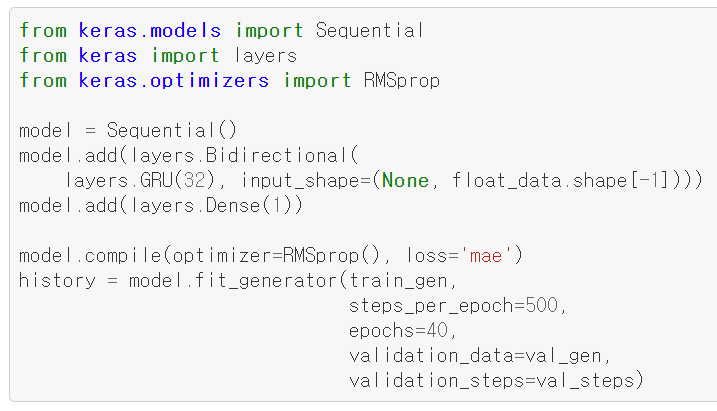 from keras.models import Sequential
from keras import layers
from keras.optimizers import RMSprop

model = Sequential()
model.add(layers.Bidirectional(
    layers.GRU(32), input_shape=(None, float_data.shape[-1])))
model.add(layers.Dense(1))

model.compile(optimizer=RMSprop(), loss='mae')
history = model.fit_generator(train_gen,
                              steps_per_epoch=500,
                              epochs=40,
                              validation_data=val_gen,
                              validation_steps=val_steps)